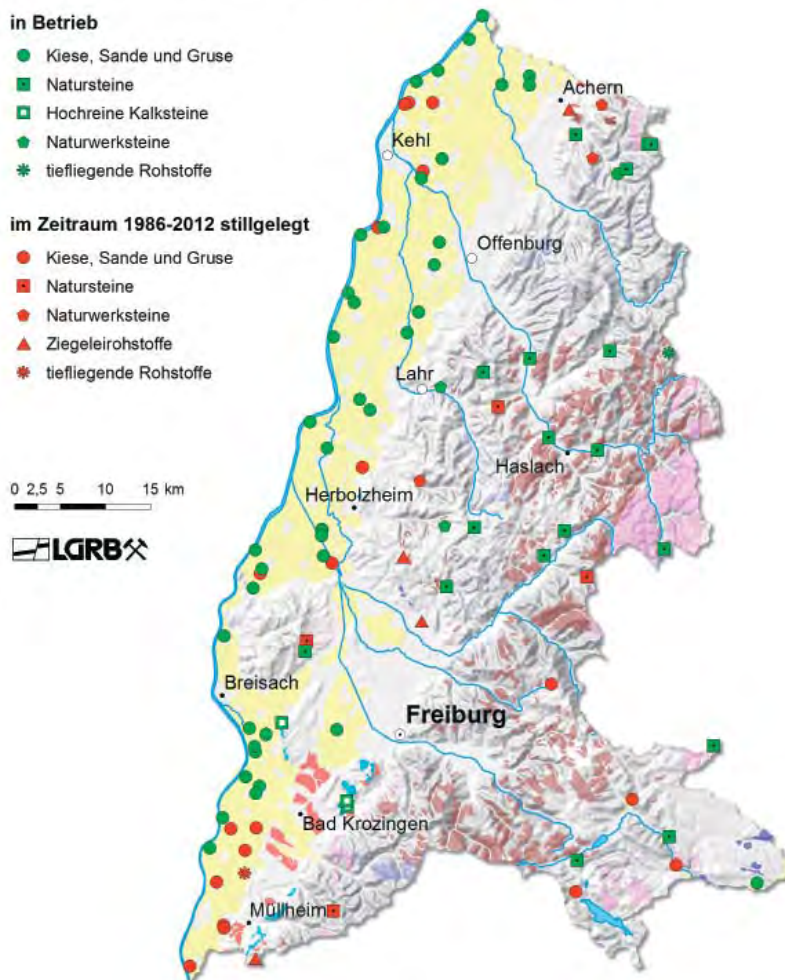 in Betrieb
Kiese, Sande und Gruse
Natursteine
Hochreine Kalksteine
Naturwerksteine
tiefliegende Rohstoffe
im Zeitraum 1986-2012 stillgelegt
Kiese, Sande und Gruse
Natursteine
Naturwerksteine
Ziegeleirohstoffe
tiefliegende Rohstoffe
0 2,5 5 10 15 km
LGRB
Achern
Kehl
Offenburg
Lahr
Haslach
Herbolzheim
Breisach
Freiburg
Bad Krozingen
Müllheim